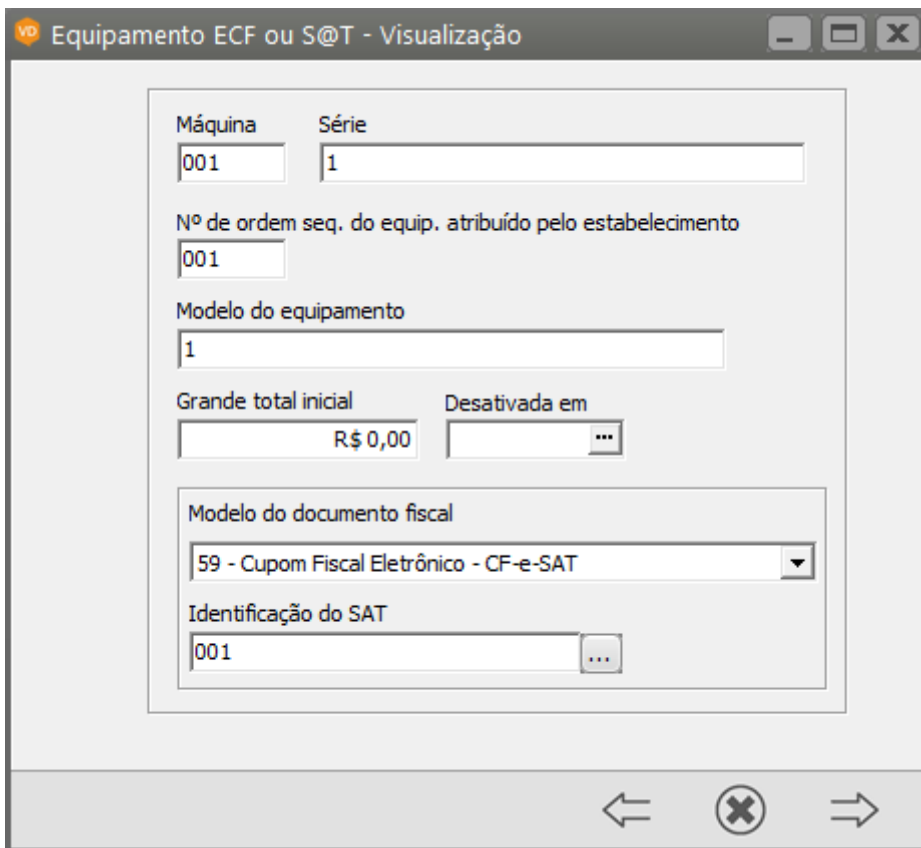 VD Equipamento ECF ou S@T - Visualização
Máquina Série
001 1
Nº de ordem seq. do equip. atribuído pelo estabelecimento
001
Modelo do equipamento
1
Grande total inicial Desativada em
R$ 0,00 ...
Modelo do documento fiscal
59 - Cupom Fiscal Eletrônico - CF-e-SAT
Identificação do SAT
001 ...